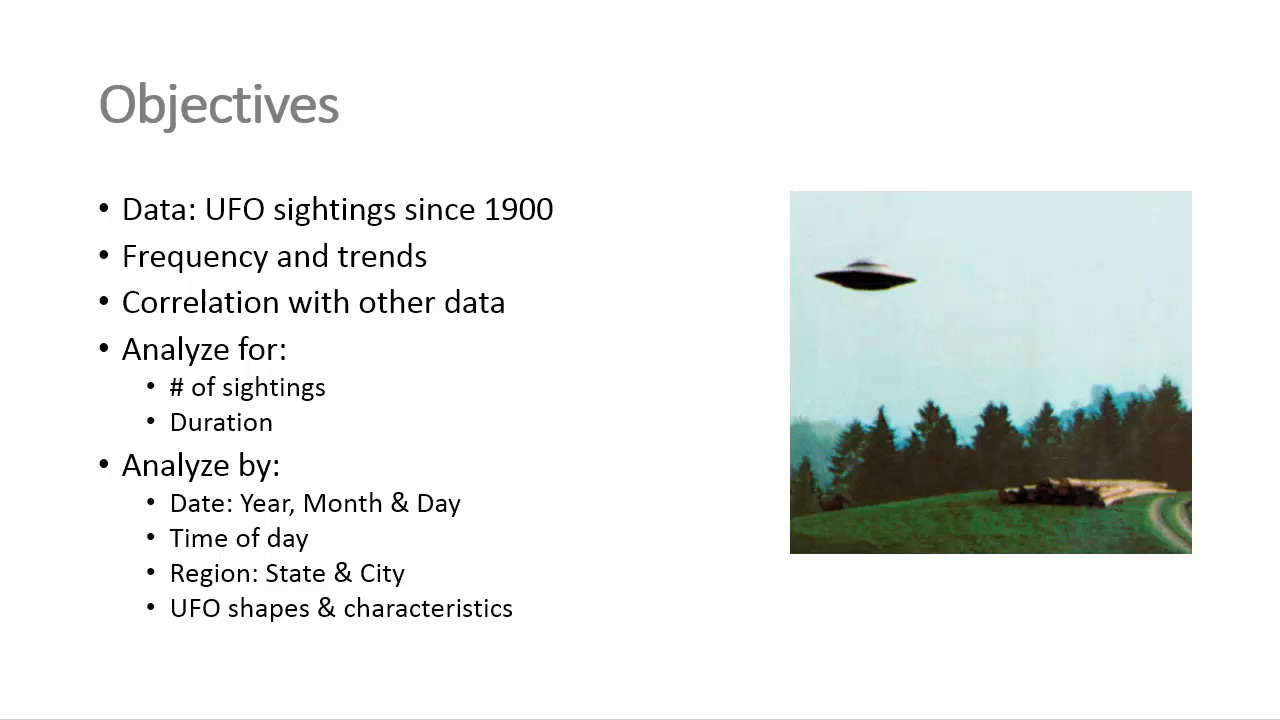 Objectives
• Data: UFO sightings since 1900
• Frequency and trends
• Correlation with other data
• Analyze for:
• # of sightings
• Duration
• Analyze by:
• Date: Year, Month & Day
• Time of day
• Region: State & City
• UFO shapes & characteristics